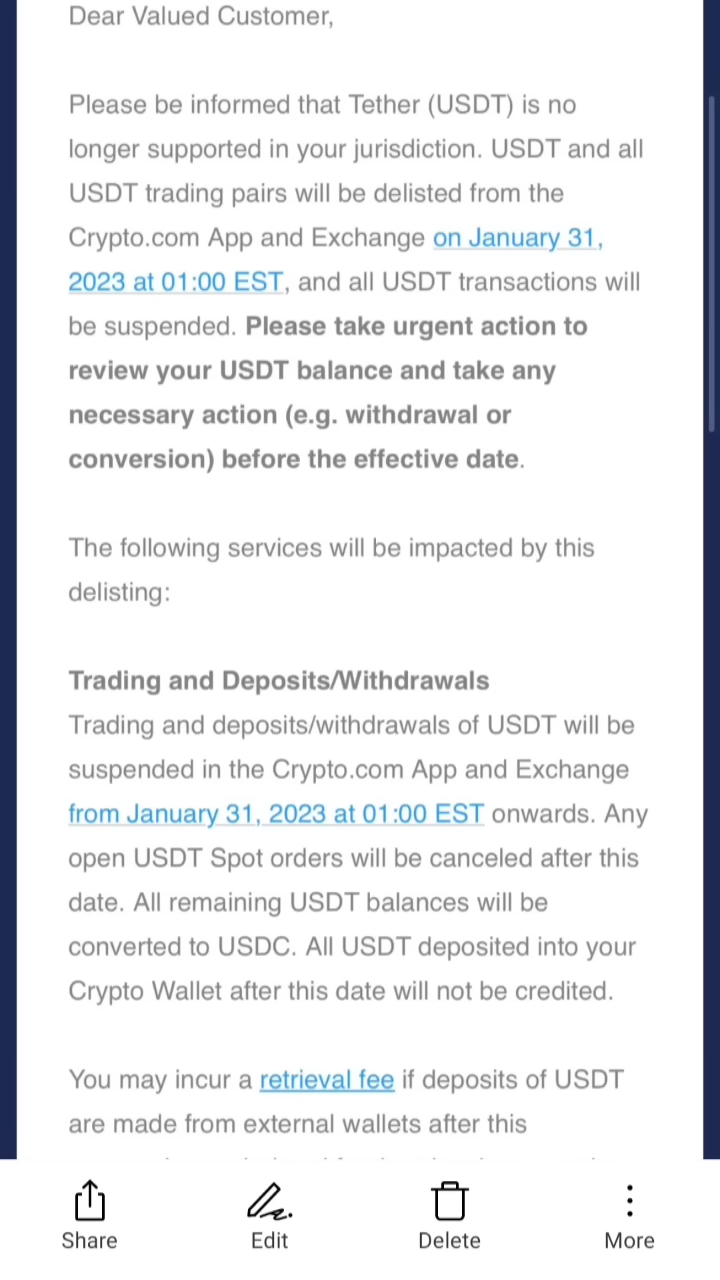 Dear Valued Customer,
Please be informed that Tether (USDT) is no
longer supported in your jurisdiction. USDT and all
USDT trading pairs will be delisted from the
Crypto.com App and Exchange on January 31,
2023 at 01:00 EST, and all USDT transactions will
be suspended. Please take urgent action to
review your USDT balance and take any
necessary action (e.g. withdrawal or
conversion) before the effective date.
The following services will be impacted by this
delisting:
Trading and Deposits/Withdrawals
Trading and deposits/withdrawals of USDT will be
suspended in the Crypto.com App and Exchange
from January 31, 2023 at 01:00 EST onwards. Any
open USDT Spot orders will be canceled after this
date. All remaining USDT balances will be
converted to USDC. All USDT deposited into your
Crypto Wallet after this date will not be credited.
You may incur a retrieval fee if deposits of USDT
are made from external wallets after this
Share Edit Delete More